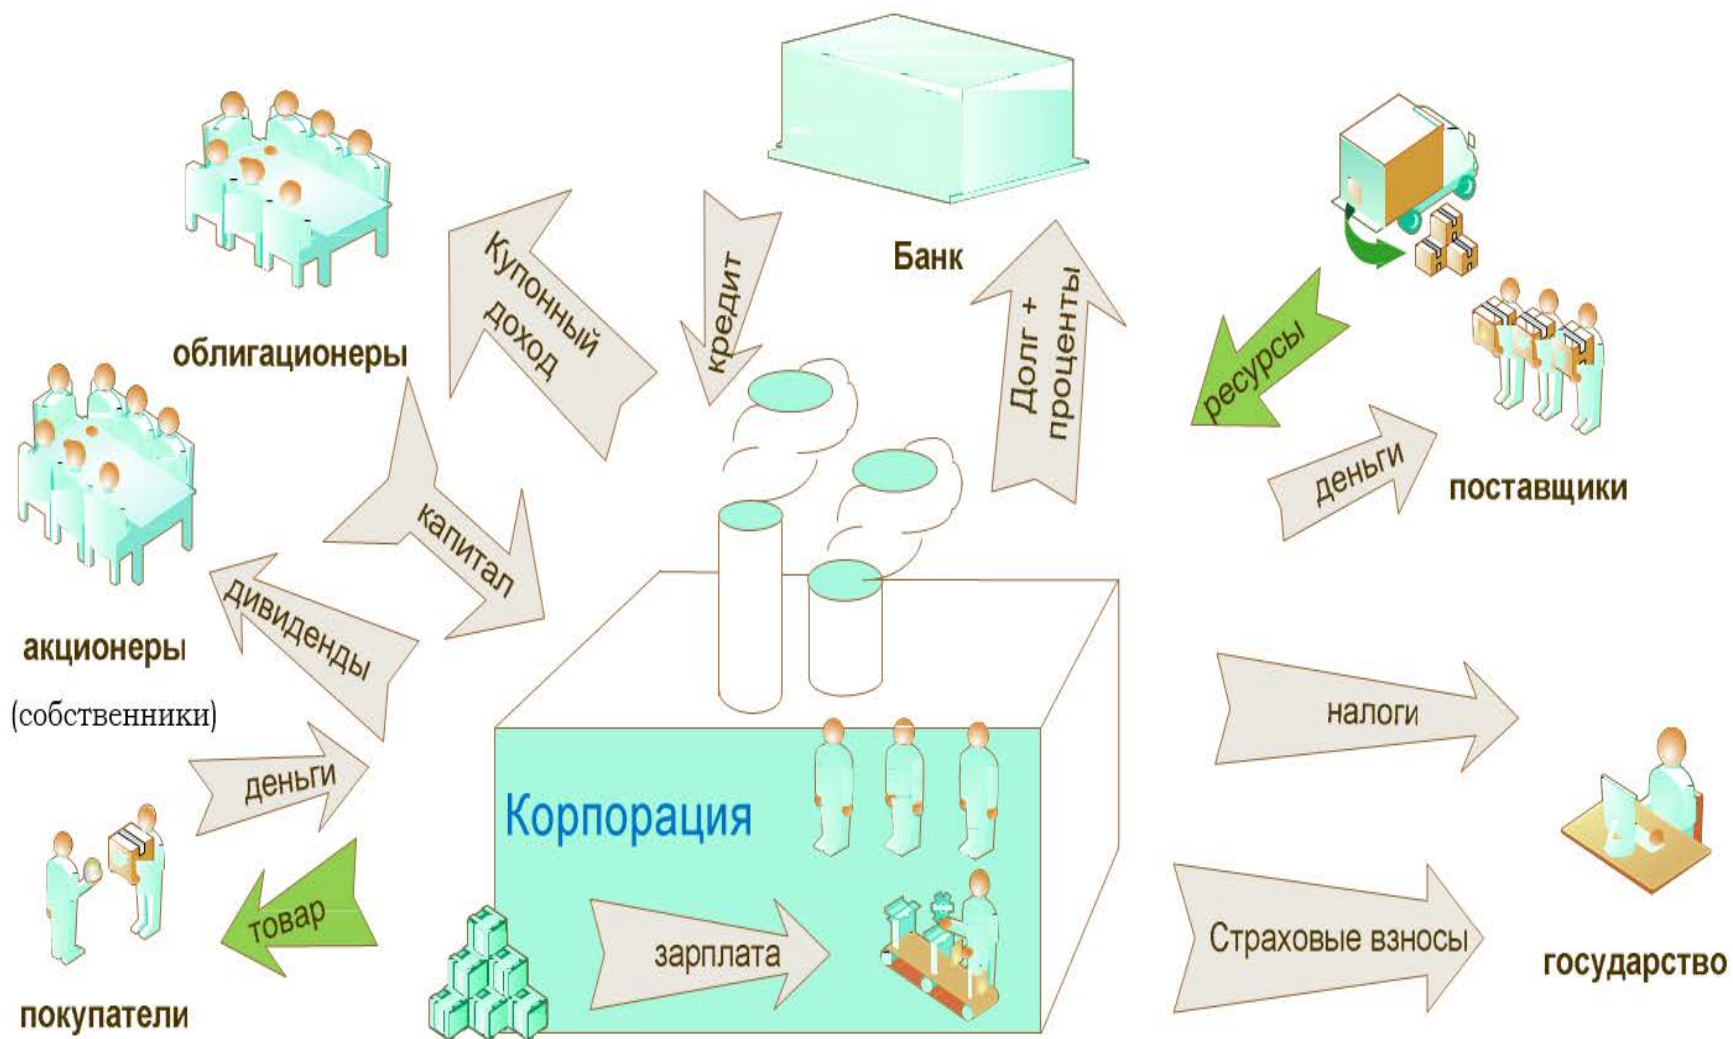 Банк
Купонный
доход
кредит
Долг +
проценты
ресурсы
облигационеры
деньги
поставщики
капитал
дивиденды
акционеры
(собственники)
налоги
деньги
Корпорация
товар
зарплата
Страховые взносы
государство
покупатели